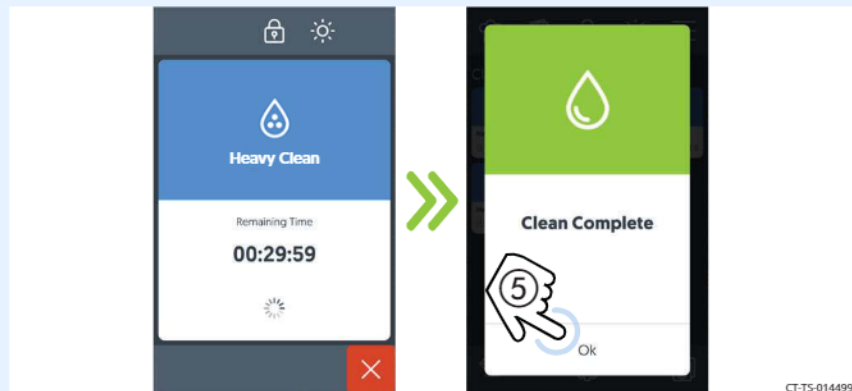 Heavy Clean
Remaining Time
00:29:59
Clean Complete
5
Ok
CT-TS-014499